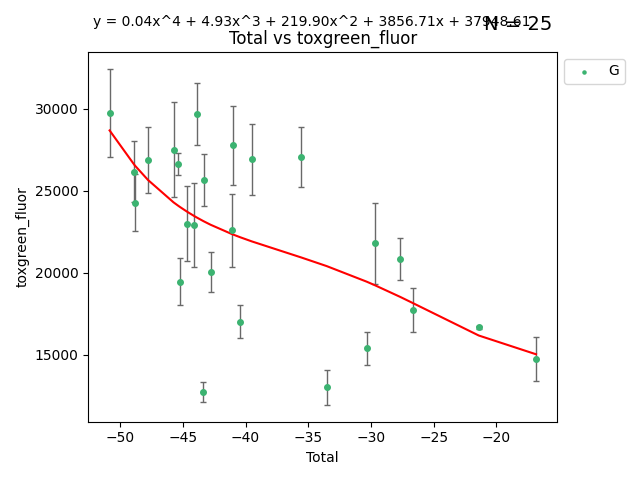 y = 0.04x^4 + 4.93x^3 + 219.90x^2 + 3856.71x + 37948.61
N = 25
Total vs toxgreen_fluor
G
30000
25000
20000
15000
toxgreen_fluor
−50 −45 −40 −35 −30 −25 −20
Total